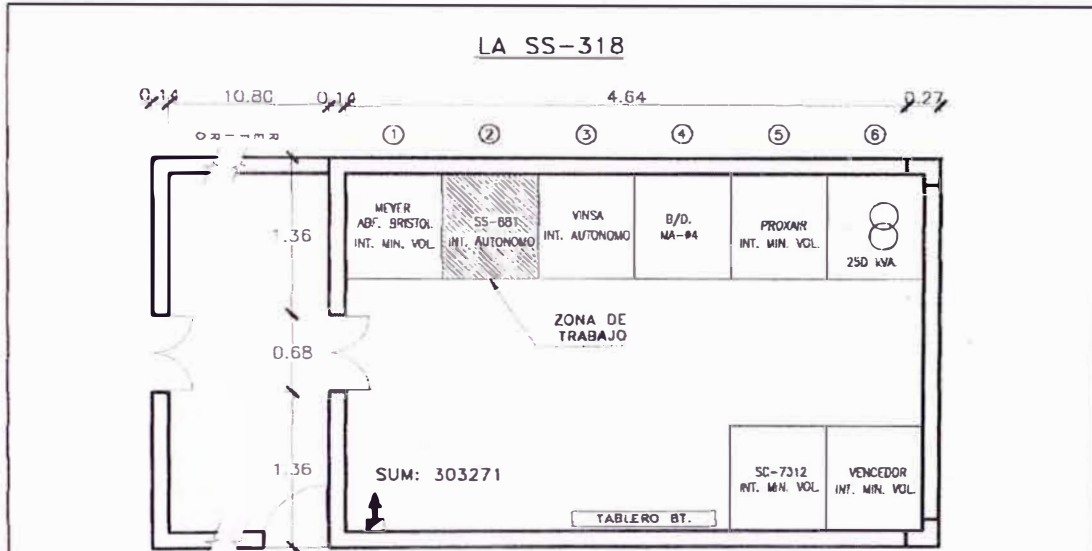 LA SS-318
0.14 10.80 0.14 4.64 0.27
RETIRO
① ② ③ ④ ⑤ ⑥
MEYER
ABF. BRISTOL
INT. MIN. VOL.
SS-681
INT. AUTONOMO
VINSA
INT. AUTONOMO
B/D.
MA-#4
PROXAIR
INT. MIN. VOL.
250 kVA
1.36
ZONA DE
TRABAJO
0.68
1.36
SUM: 303271
TABLERO BT.
SC-7312
INT. MIN. VOL.
VENCEDOR
INT. MIN. VOL.